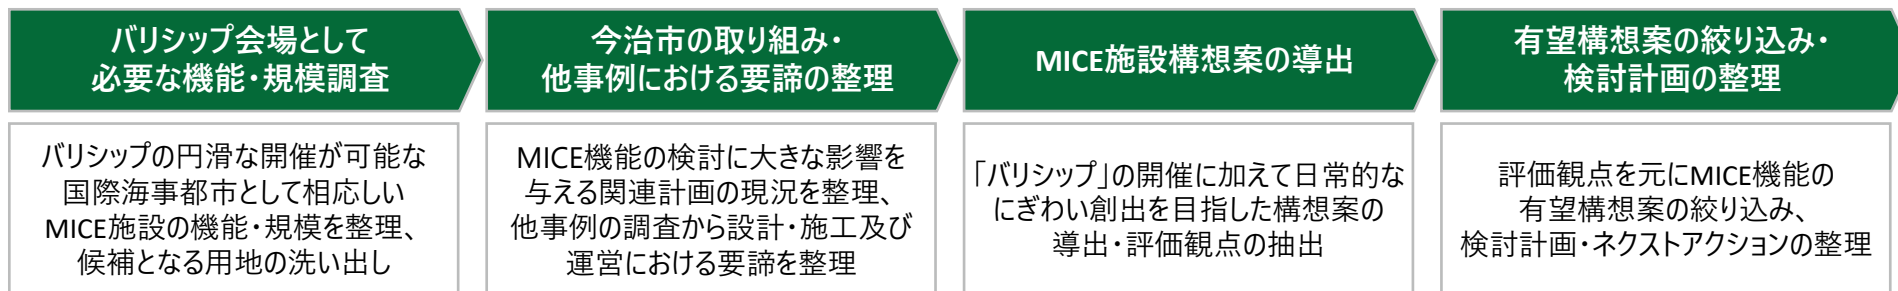 バリシップ会場として
必要な機能・規模調査
バリシップの円滑な開催が可能な
国際海事都市として相応しい
MICE施設の機能・規模を整理、
候補となる用地の洗い出し
今治市の取り組み・
他事例における要諦の整理
MICE機能の検討に大きな影響を
与える関連計画の現況を整理、
他事例の調査から設計・施工及び
運営における要諦を整理
MICE施設構想案の導出
「バリシップ」の開催に加えて日常的な
にぎわい創出を目指した構想案の
導出・評価観点の抽出
有望構想案の絞り込み・
検討計画の整理
評価観点を元にMICE機能の
有望構想案の絞り込み、
検討計画・ネクストアクションの整理